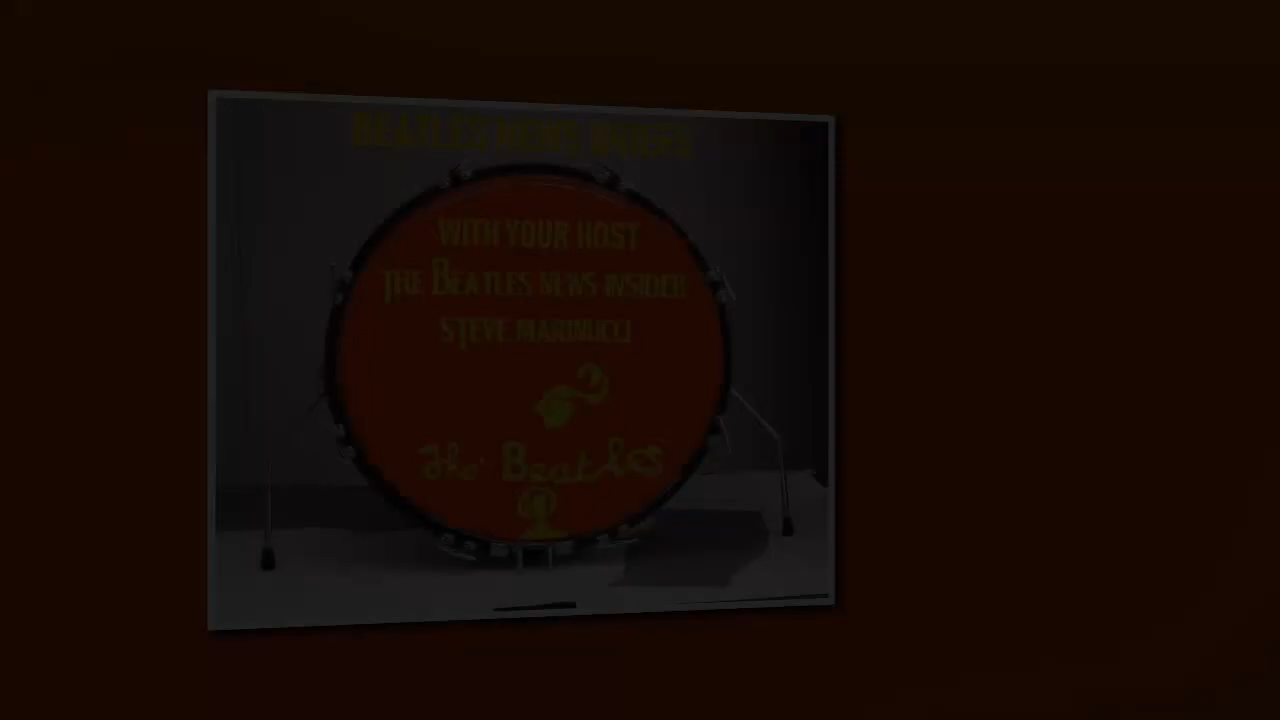 BEATLES NEWS BRIEFS
WITH YOUR HOST
THE BEATLES NEWS INSIDER
STEVE MARINUCCI
The Beatles